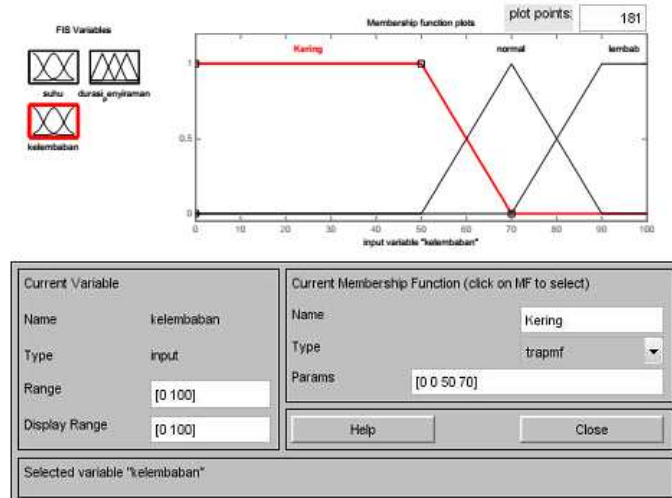 FIS Variables
Membership function plots
plot points:
181
suhu
durasi_penyiraman
kelembaban
Kering
normal
lembab
1
0.5
0
0 10 20 30 40 50 60 70 80 90 100
input variable "kelembaban"
Current Variable
Name kelembaban
Type input
Range [0 100]
Display Range [0 100]
Current Membership Function (click on MF to select)
Name Kering
Type trapmf
Params [0 0 50 70]
Help Close
Selected variable "kelembaban"